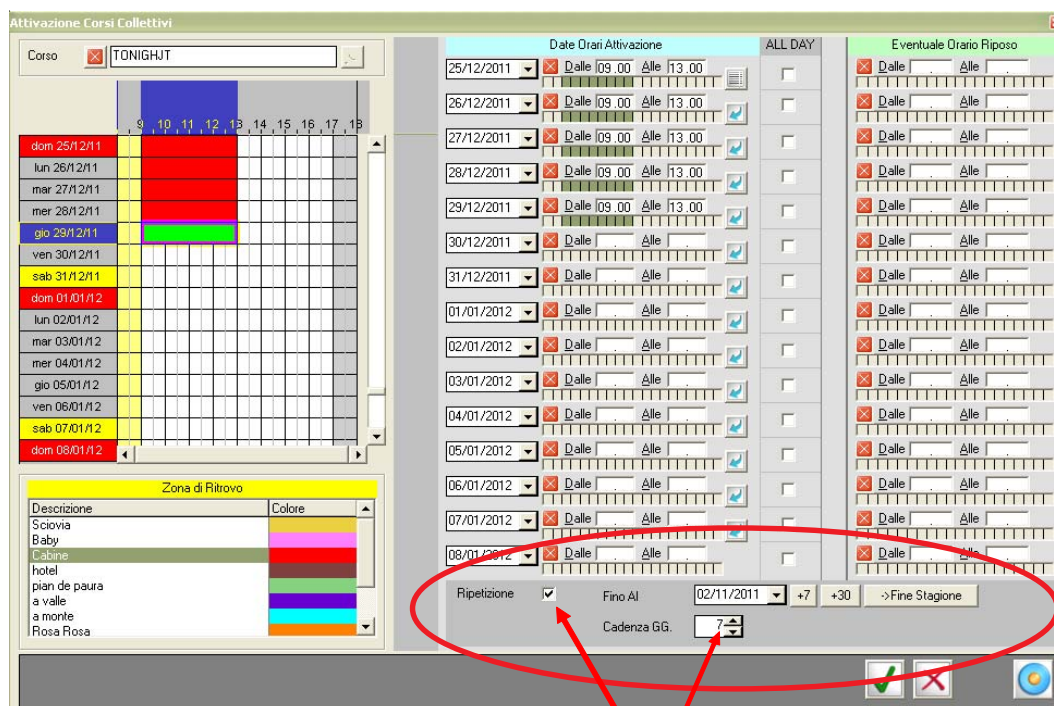 Attivazione Corsi Collettivi
Corso TONIGHJT
9 10 11 12 13 14 15 16 17 18
dom 25/12/11
lun 26/12/11
mar 27/12/11
mer 28/12/11
gio 29/12/11
ven 30/12/11
sab 31/12/11
dom 01/01/12
lun 02/01/12
mar 03/01/12
mer 04/01/12
gio 05/01/12
ven 06/01/12
sab 07/01/12
dom 08/01/12
Zona di Ritrovo
Descrizione Colore
Sciovia
Baby
Cabine
hotel
pian de paura
a valle
a monte
Rosa Rosa
Date Orari Attivazione ALL DAY Eventuale Orario Riposo
25/12/2011 Dalle 09.00 Alle 13.00 Dalle . Alle .
26/12/2011 Dalle 09.00 Alle 13.00 Dalle . Alle .
27/12/2011 Dalle 09.00 Alle 13.00 Dalle . Alle .
28/12/2011 Dalle 09.00 Alle 13.00 Dalle . Alle .
29/12/2011 Dalle 09.00 Alle 13.00 Dalle . Alle .
30/12/2011 Dalle . Alle . Dalle . Alle .
31/12/2011 Dalle . Alle . Dalle . Alle .
01/01/2012 Dalle . Alle . Dalle . Alle .
02/01/2012 Dalle . Alle . Dalle . Alle .
03/01/2012 Dalle . Alle . Dalle . Alle .
04/01/2012 Dalle . Alle . Dalle . Alle .
05/01/2012 Dalle . Alle . Dalle . Alle .
06/01/2012 Dalle . Alle . Dalle . Alle .
07/01/2012 Dalle . Alle . Dalle . Alle .
08/01/2012 Dalle . Alle . Dalle . Alle .
Ripetizione Fino Al 02/11/2011 +7 +30 ->Fine Stagione
Cadenza GG. 7